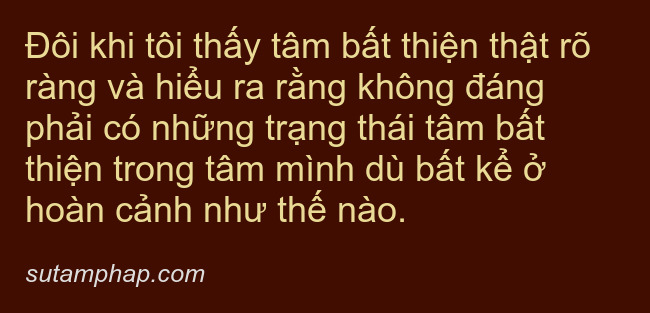 Đôi khi tôi thấy tâm bất thiện thật rõ
ràng và hiểu ra rằng không đáng
phải có những trạng thái tâm bất
thiện trong tâm mình dù bất kể ở
hoàn cảnh như thế nào.
sutamphap.com